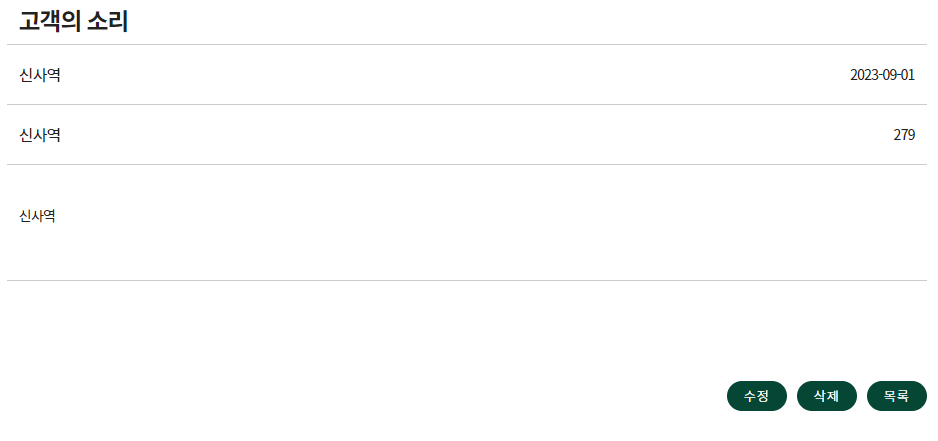 고객의 소리
신사역 2023-09-01
신사역 279
신사역
수정 삭제 목록